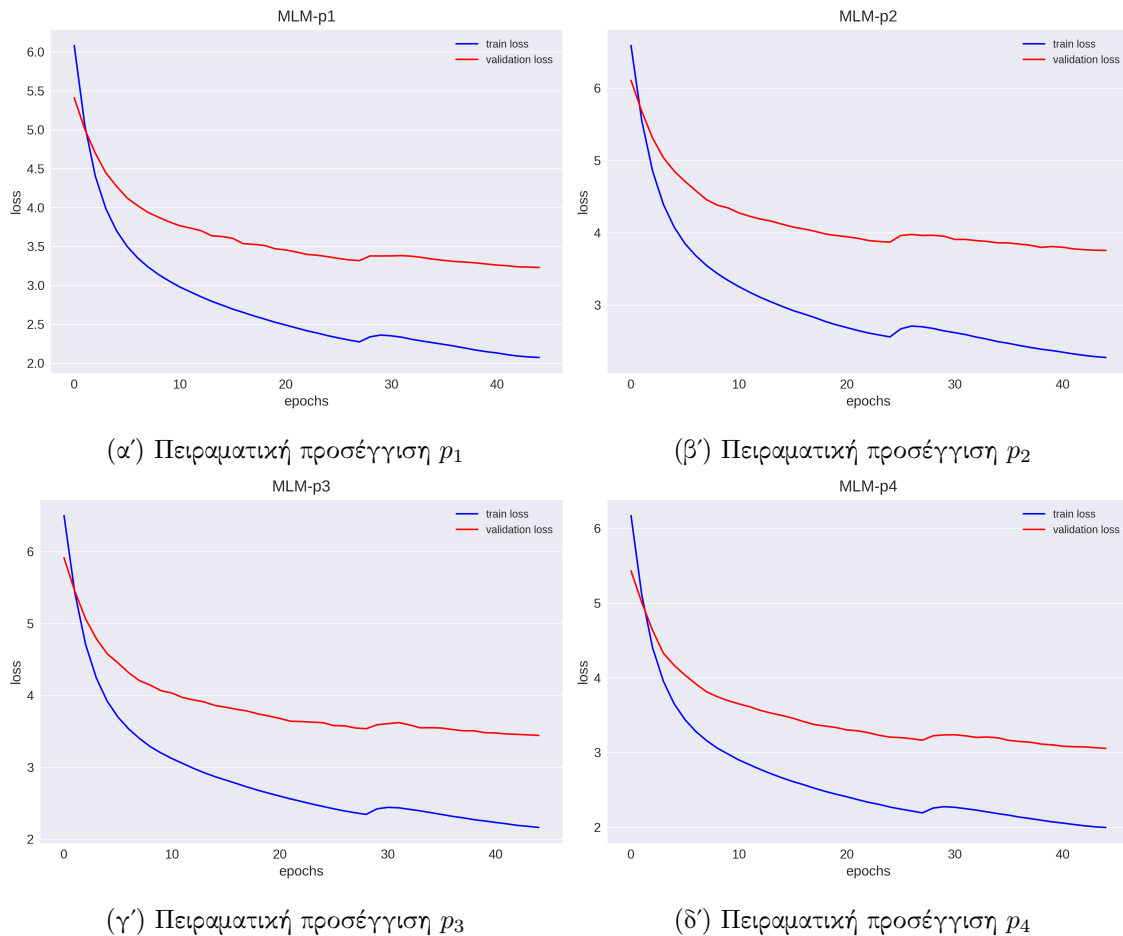 MLM-p1
train loss
validation loss
6.0
5.5
5.0
4.5
4.0
3.5
3.0
2.5
2.0
loss
0 10 20 30 40
epochs
(α΄) Πειραματική προσέγγιση p₁
MLM-p2
train loss
validation loss
6
5
4
3
loss
0 10 20 30 40
epochs
(β΄) Πειραματική προσέγγιση p₂
MLM-p3
train loss
validation loss
6
5
4
3
2
loss
0 10 20 30 40
epochs
(γ΄) Πειραματική προσέγγιση p₃
MLM-p4
train loss
validation loss
6
5
4
3
2
loss
0 10 20 30 40
epochs
(δ΄) Πειραματική προσέγγιση p₄